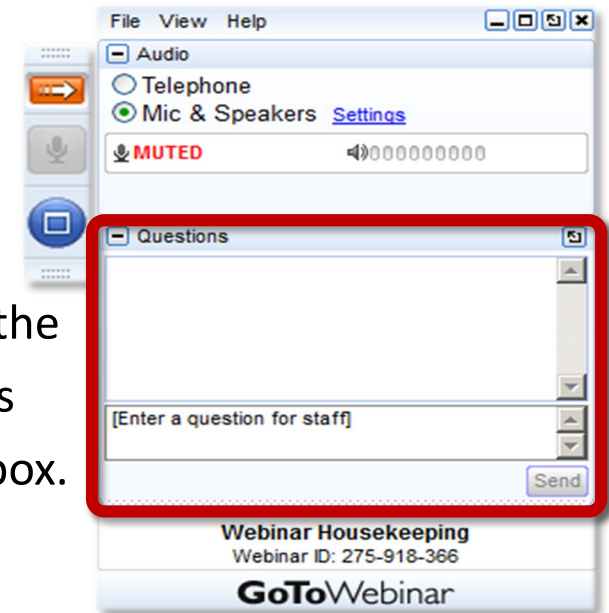 File View Help
Audio
Telephone
Mic & Speakers Settings
MUTED 000000000
Questions
the
s
box.
[Enter a question for staff]
Send
Webinar Housekeeping
Webinar ID: 275-918-366
GoToWebinar